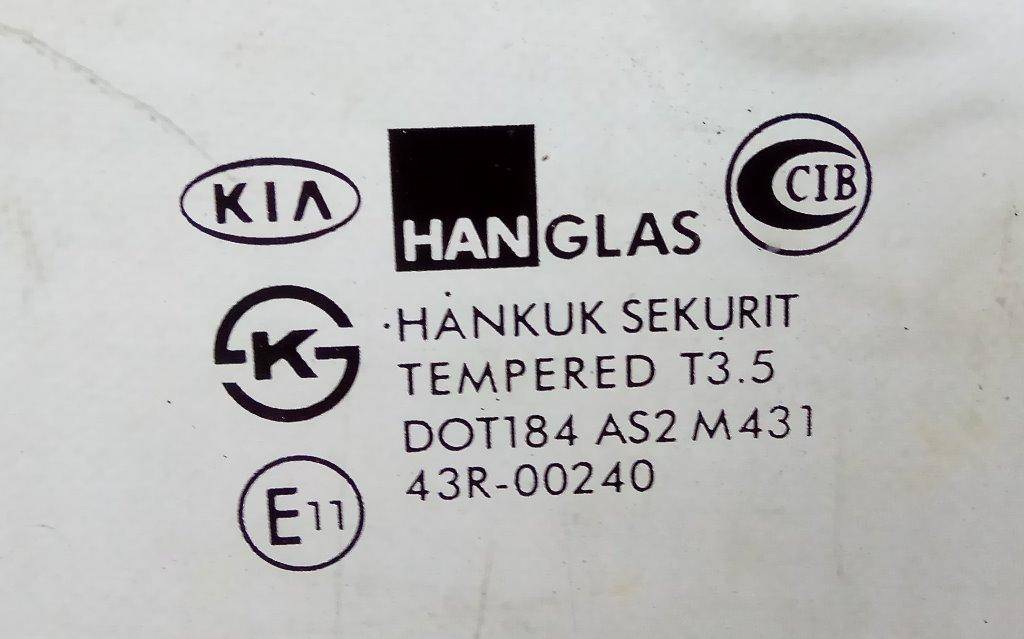 KIA
HANGLAS
CIB
K
HANKUK SEKURIT
TEMPERED T3.5
DOT184 AS2 M431
43R-00240
E11